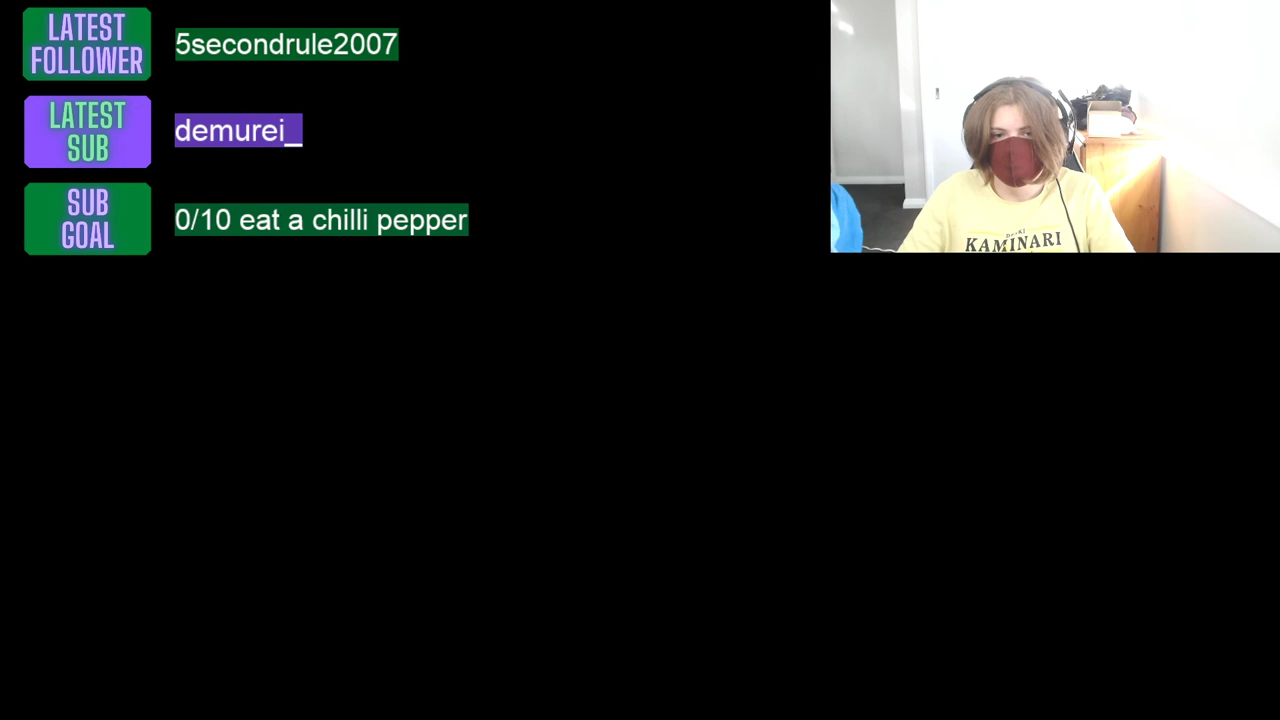 LATEST
FOLLOWER
5secondrule2007
LATEST
SUB
demurei_
SUB
GOAL
0/10 eat a chilli pepper
KAMINARI